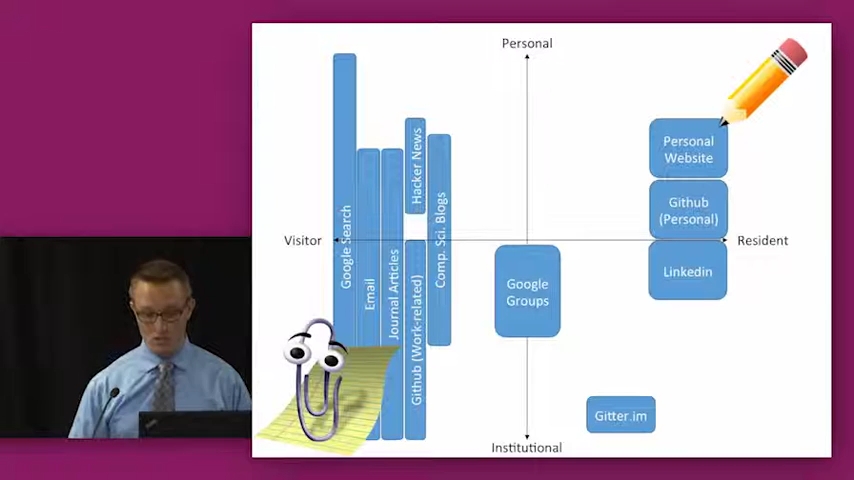 Personal
Hacker News
Personal
Website
Google Search
Comp. Sci. Blogs
Github
(Personal)
Visitor
Resident
Email
Journal Articles
Github (Work-related)
Google
Groups
Linkedin
Gitter.im
Institutional